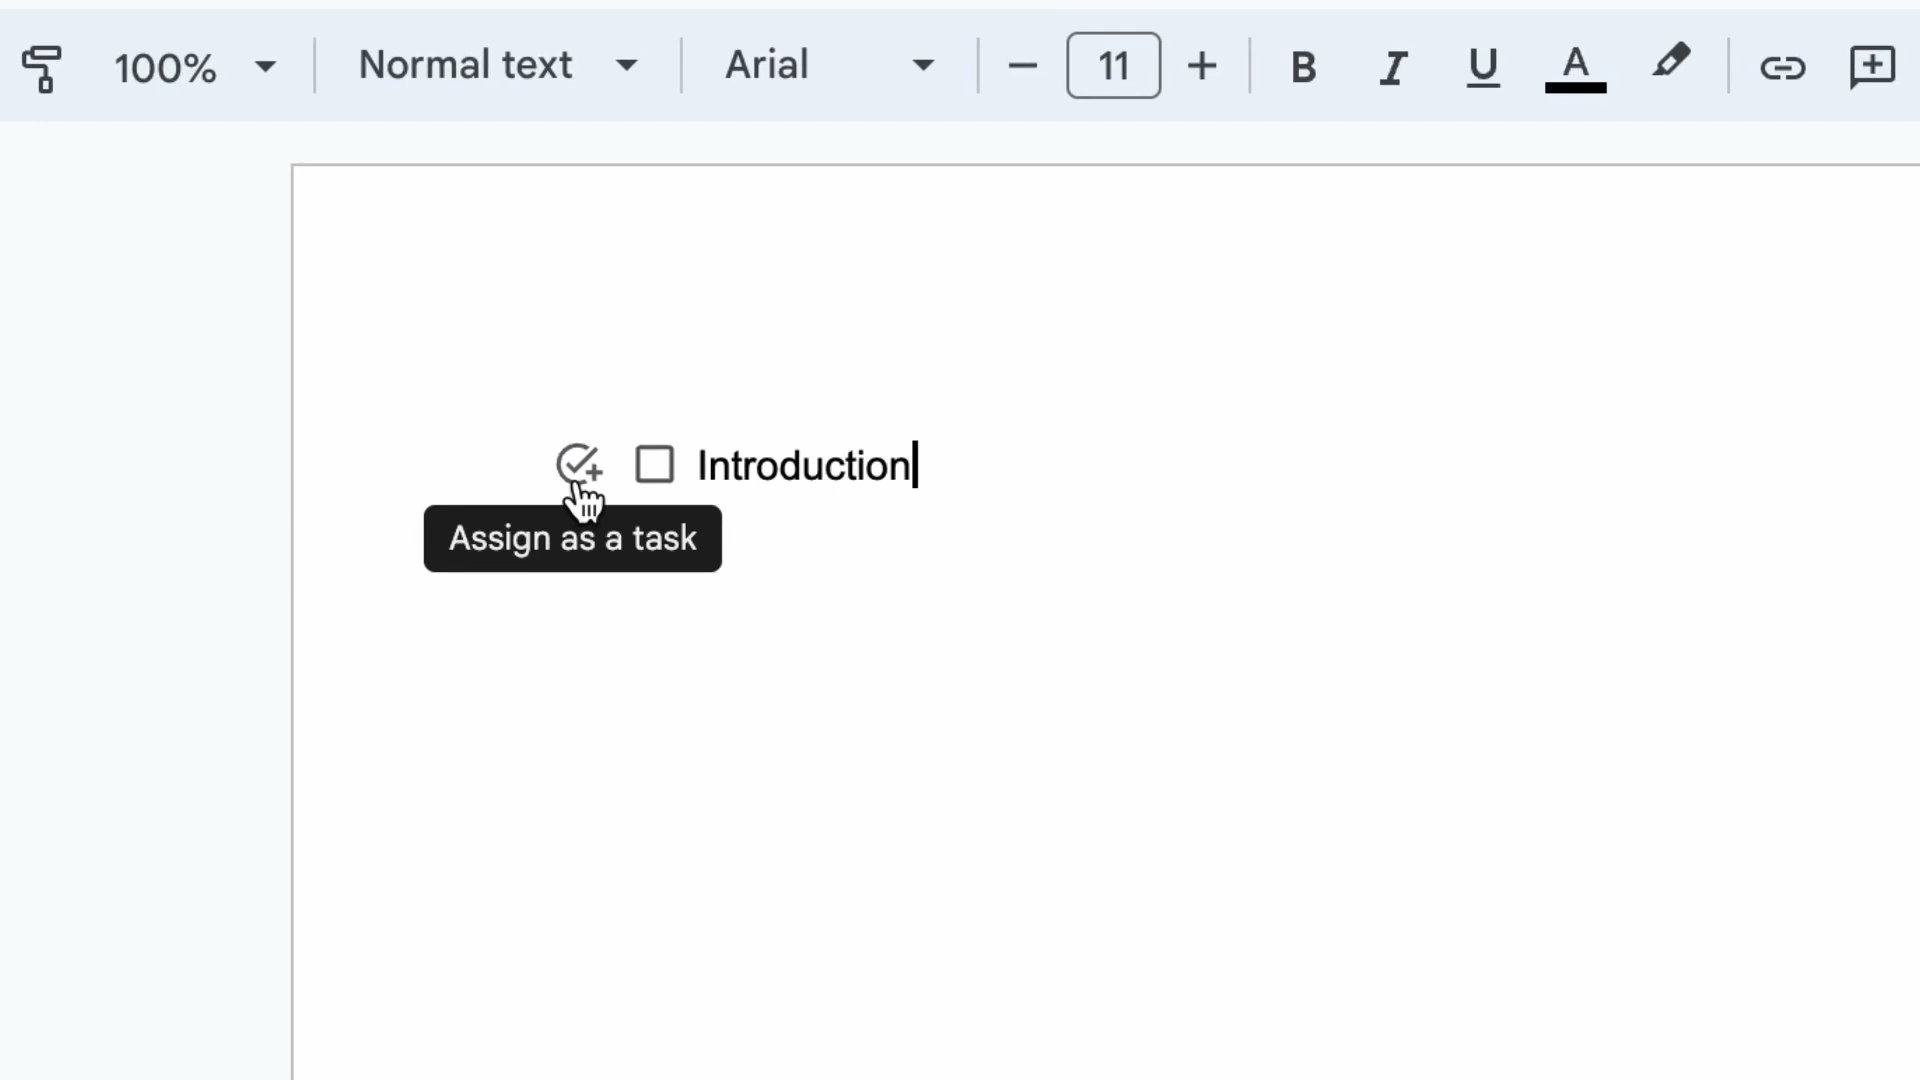 100% Normal text Arial 11 B I U A
Introduction
Assign as a task